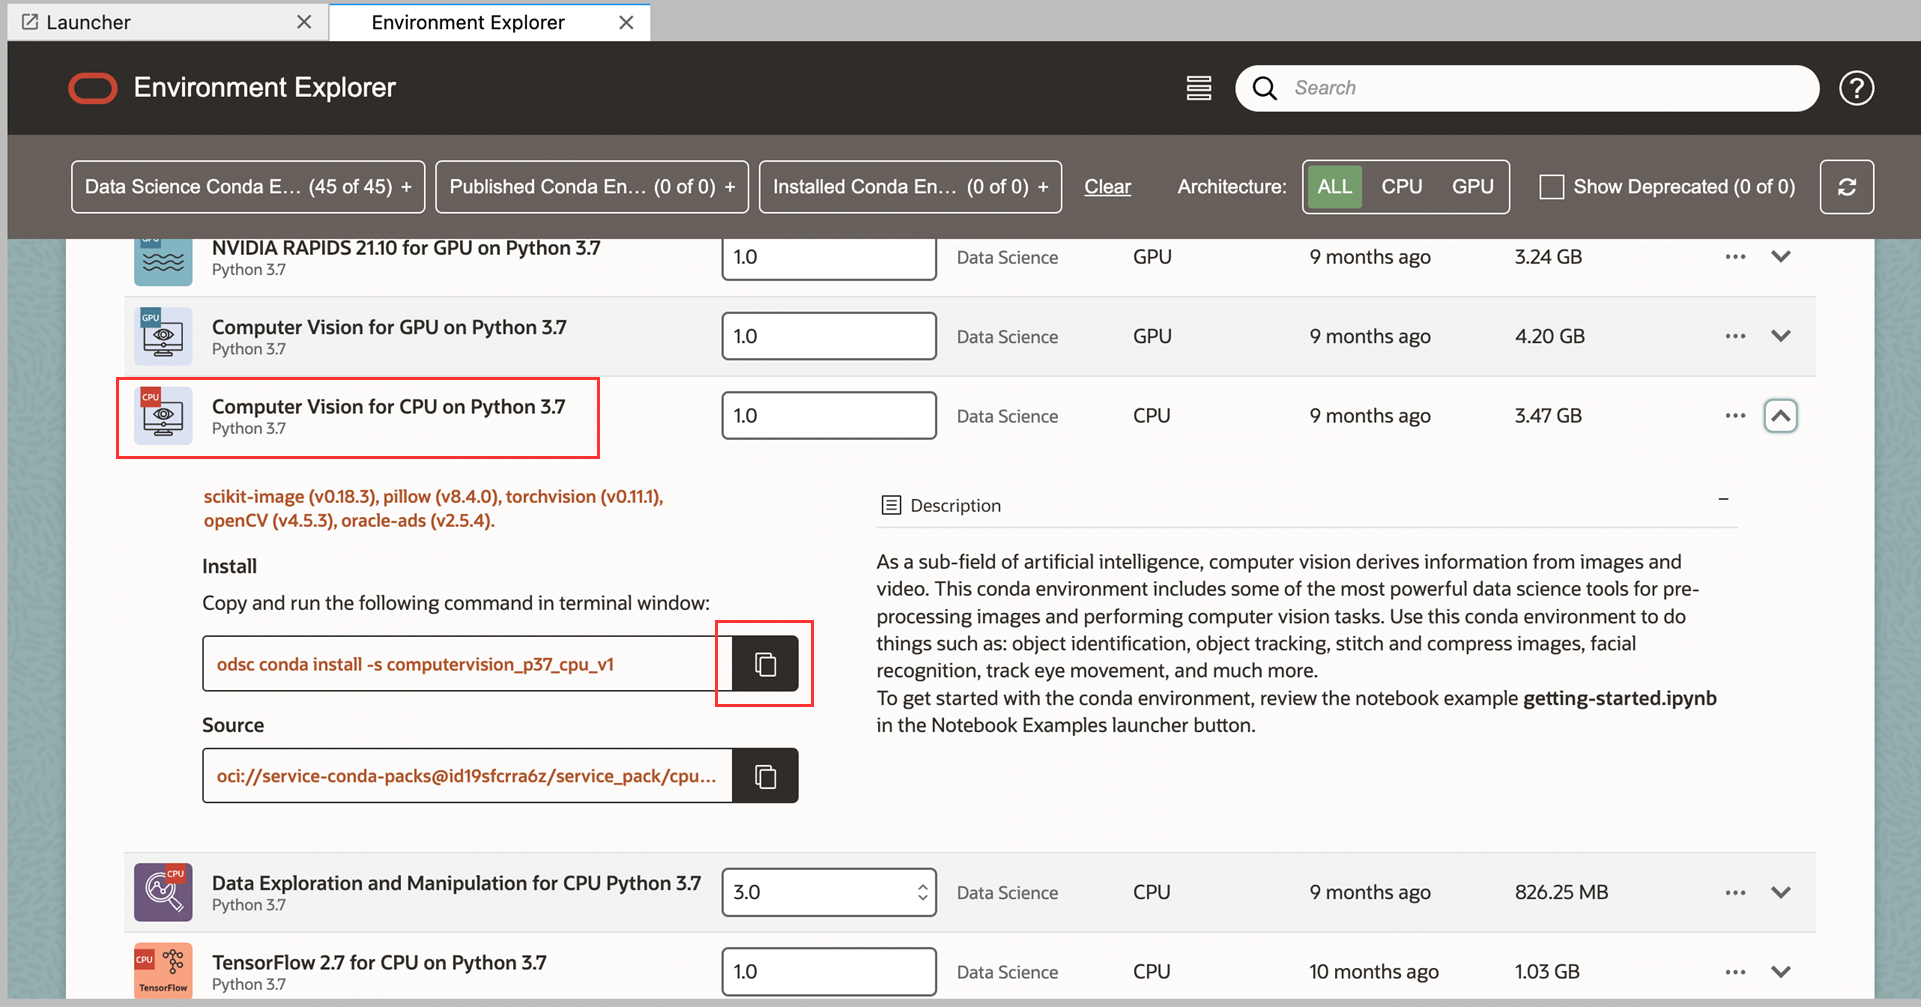 Launcher
Environment Explorer
Environment Explorer
Search
?
Data Science Conda E... (45 of 45) +
Published Conda En... (0 of 0) +
Installed Conda En... (0 of 0) +
Clear
Architecture:
ALL
CPU
GPU
Show Deprecated (0 of 0)
GPU
NVIDIA RAPIDS 21.10 for GPU on Python 3.7
Python 3.7
1.0
Data Science
GPU
9 months ago
3.24 GB
GPU
Computer Vision for GPU on Python 3.7
Python 3.7
1.0
Data Science
GPU
9 months ago
4.20 GB
CPU
Computer Vision for CPU on Python 3.7
Python 3.7
1.0
Data Science
CPU
9 months ago
3.47 GB
scikit-image (v0.18.3), pillow (v8.4.0), torchvision (v0.11.1),
openCV (v4.5.3), oracle-ads (v2.5.4).
Install
Copy and run the following command in terminal window:
odsc conda install -s computervision_p37_cpu_v1
Source
oci://service-conda-packs@id19sfcrra6z/service_pack/cpu...
Description
As a sub-field of artificial intelligence, computer vision derives information from images and
video. This conda environment includes some of the most powerful data science tools for pre-
processing images and performing computer vision tasks. Use this conda environment to do
things such as: object identification, object tracking, stitch and compress images, facial
recognition, track eye movement, and much more.
To get started with the conda environment, review the notebook example getting-started.ipynb
in the Notebook Examples launcher button.
CPU
Data Exploration and Manipulation for CPU Python 3.7
Python 3.7
3.0
Data Science
CPU
9 months ago
826.25 MB
CPU
TensorFlow
TensorFlow 2.7 for CPU on Python 3.7
Python 3.7
1.0
Data Science
CPU
10 months ago
1.03 GB